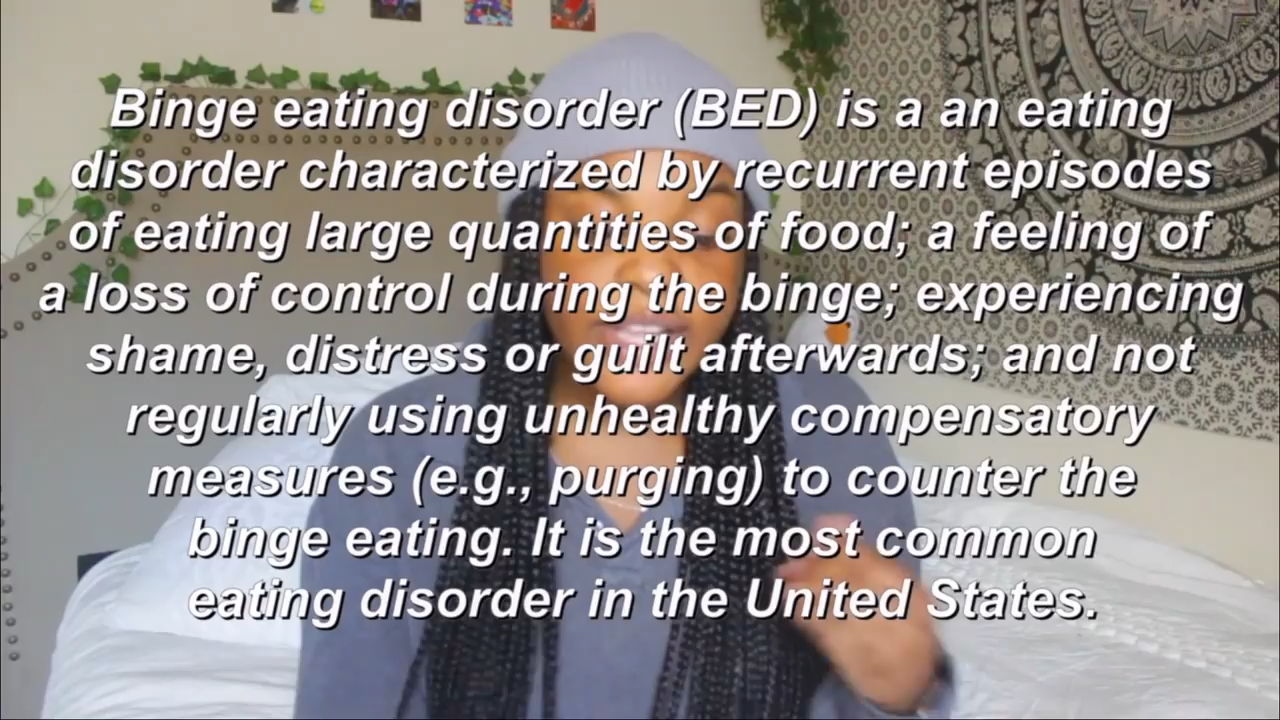 Binge eating disorder (BED) is a an eating
disorder characterized by recurrent episodes
of eating large quantities of food; a feeling of
a loss of control during the binge; experiencing
shame, distress or guilt afterwards; and not
regularly using unhealthy compensatory
measures (e.g., purging) to counter the
binge eating. It is the most common
eating disorder in the United States.